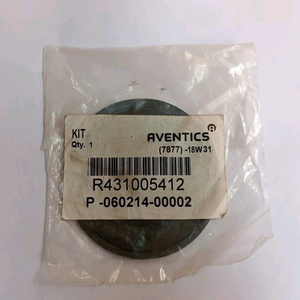 KIT
Qty. 1
AVENTICS®
(7877) -18W31
R431005412
P -060214-00002